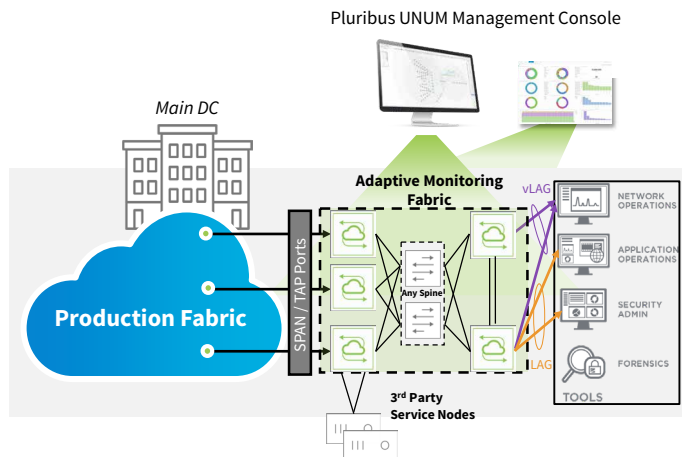 Pluribus UNUM Management Console
Main DC
Adaptive Monitoring
Fabric
vLAG
NETWORK
OPERATIONS
APPLICATION
OPERATIONS
SPAN / TAP Ports
Any Spine
Production Fabric
SECURITY
ADMIN
LAG
FORENSICS
TOOLS
3rd Party
Service Nodes